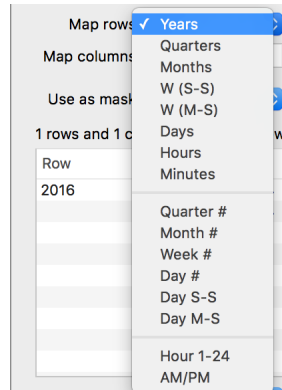 Map rows ✓ Years
Quarters
Map columns
Months
W (S-S)
Use as mask
W (M-S)
Days
1 rows and 1 c
Hours
Row
Minutes
2016
Quarter #
Month #
Week #
Day #
Day S-S
Day M-S
Hour 1-24
AM/PM